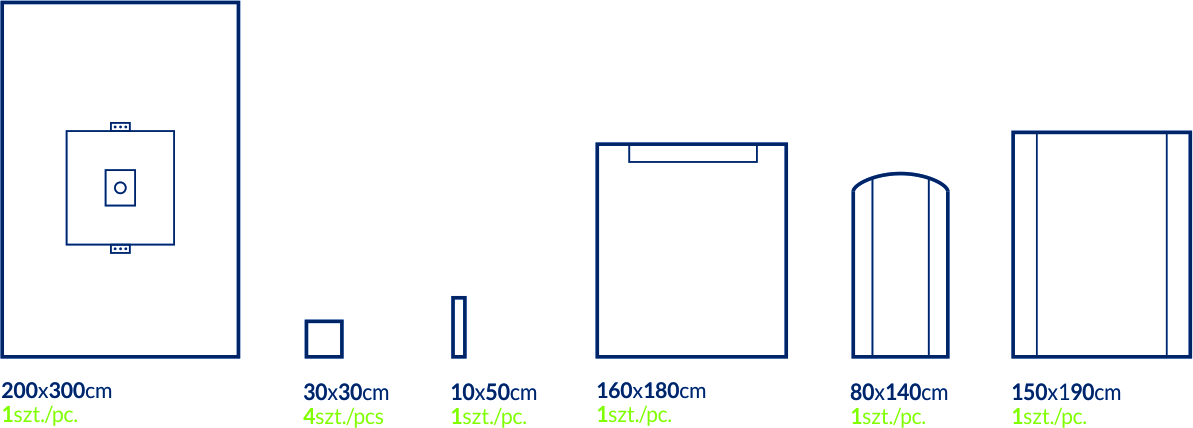 200x300cm
1szt./pc.
30x30cm
4szt./pcs
10x50cm
1szt./pc.
160x180cm
1szt./pc.
80x140cm
1szt./pc.
150x190cm
1szt./pc.